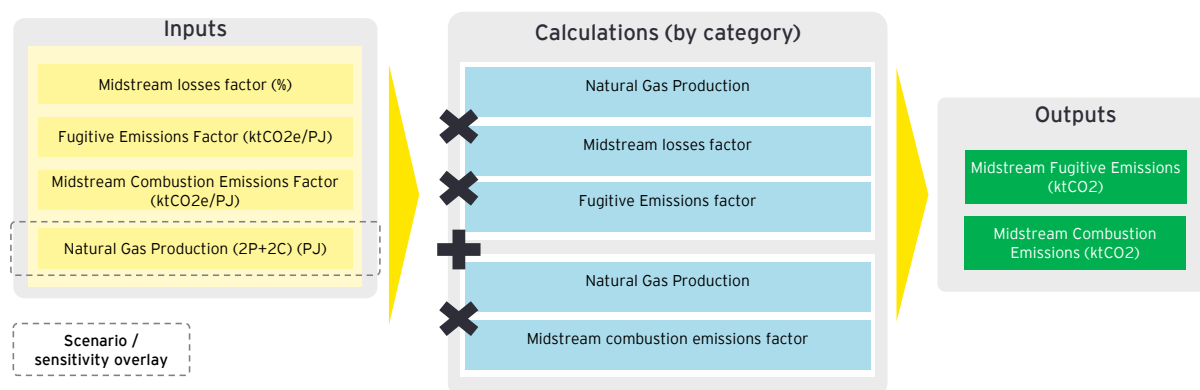 Inputs
Midstream losses factor (%)
Fugitive Emissions Factor (ktCO2e/PJ)
Midstream Combustion Emissions Factor
(ktCO2e/PJ)
Natural Gas Production (2P+2C) (PJ)
Scenario /
sensitivity overlay
Calculations (by category)
Natural Gas Production
Midstream losses factor
Fugitive Emissions factor
Natural Gas Production
Midstream combustion emissions factor
Outputs
Midstream Fugitive Emissions
(ktCO2)
Midstream Combustion
Emissions (ktCO2)